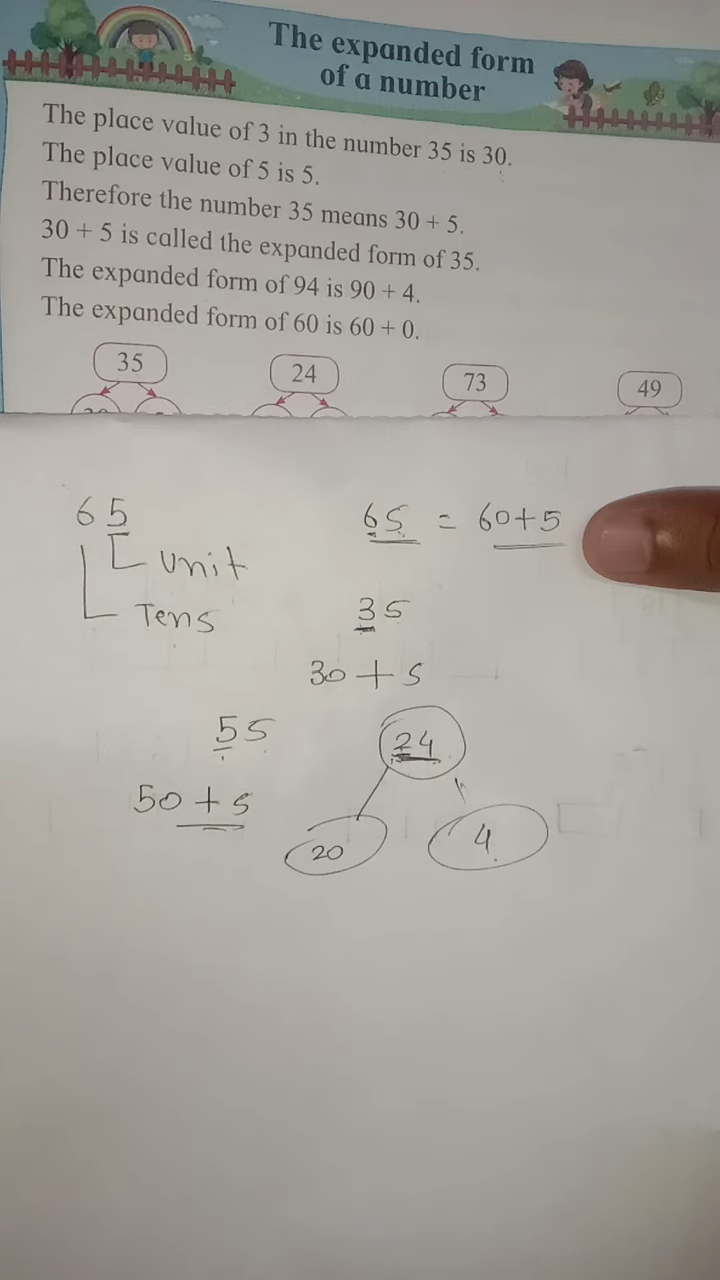 The expanded form
of a number
The place value of 3 in the number 35 is 30.
The place value of 5 is 5.
Therefore the number 35 means 30 + 5.
30 + 5 is called the expanded form of 35.
The expanded form of 94 is 90 + 4.
The expanded form of 60 is 60 + 0.
35 24 73 49
65
Unit
Tens
65 = 60+5
35
30+5
55
50+5
24
20 4